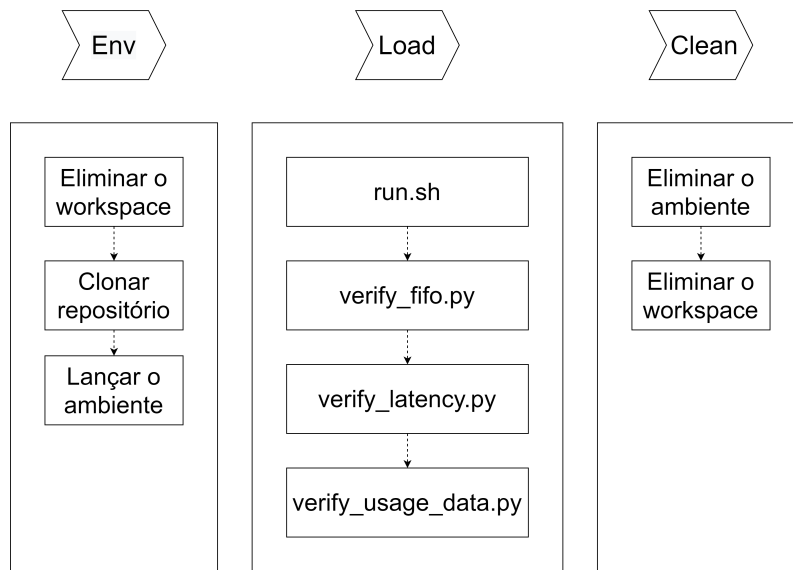 Env
Load
Clean
Eliminar o
workspace
Clonar
repositório
Lançar o
ambiente
run.sh
verify_fifo.py
verify_latency.py
verify_usage_data.py
Eliminar o
ambiente
Eliminar o
workspace